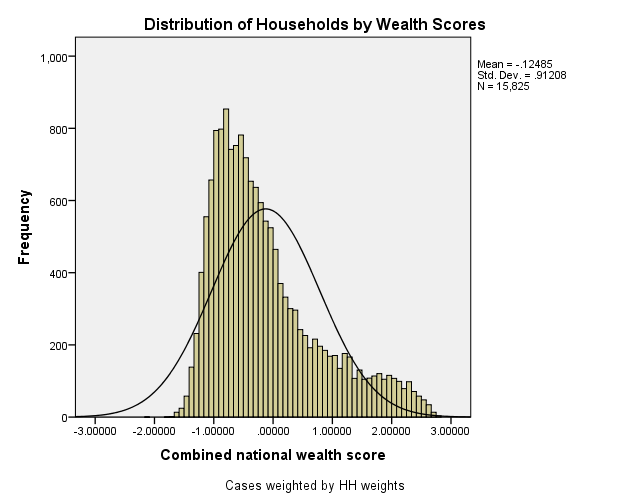 Distribution of Households by Wealth Scores
Mean = -.12485
Std. Dev. = .91208
N = 15,825
1,000
800
600
400
200
0
Frequency
-3.00000 -2.00000 -1.00000 .00000 1.00000 2.00000 3.00000
Combined national wealth score
Cases weighted by HH weights